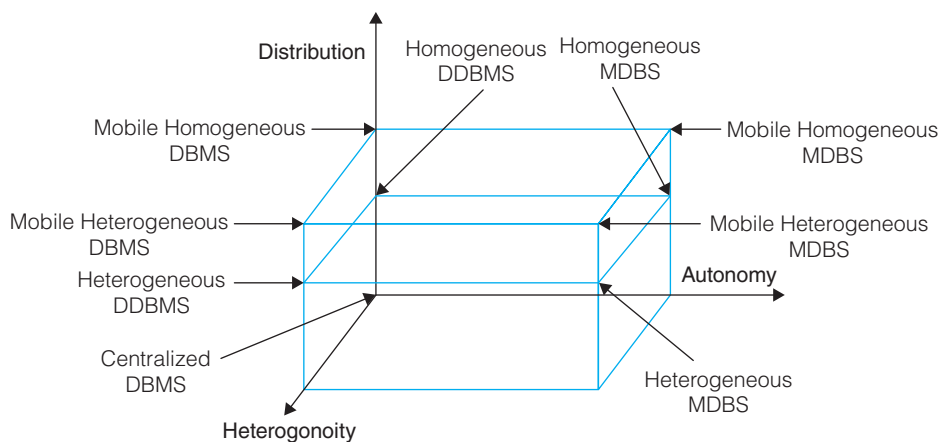 Distribution
Homogeneous
DDBMS
Homogeneous
MDBS
Mobile Homogeneous
DBMS
Mobile Homogeneous
MDBS
Mobile Heterogeneous
DBMS
Mobile Heterogeneous
MDBS
Heterogeneous
DDBMS
Autonomy
Centralized
DBMS
Heterogeneous
MDBS
Heterogonoity